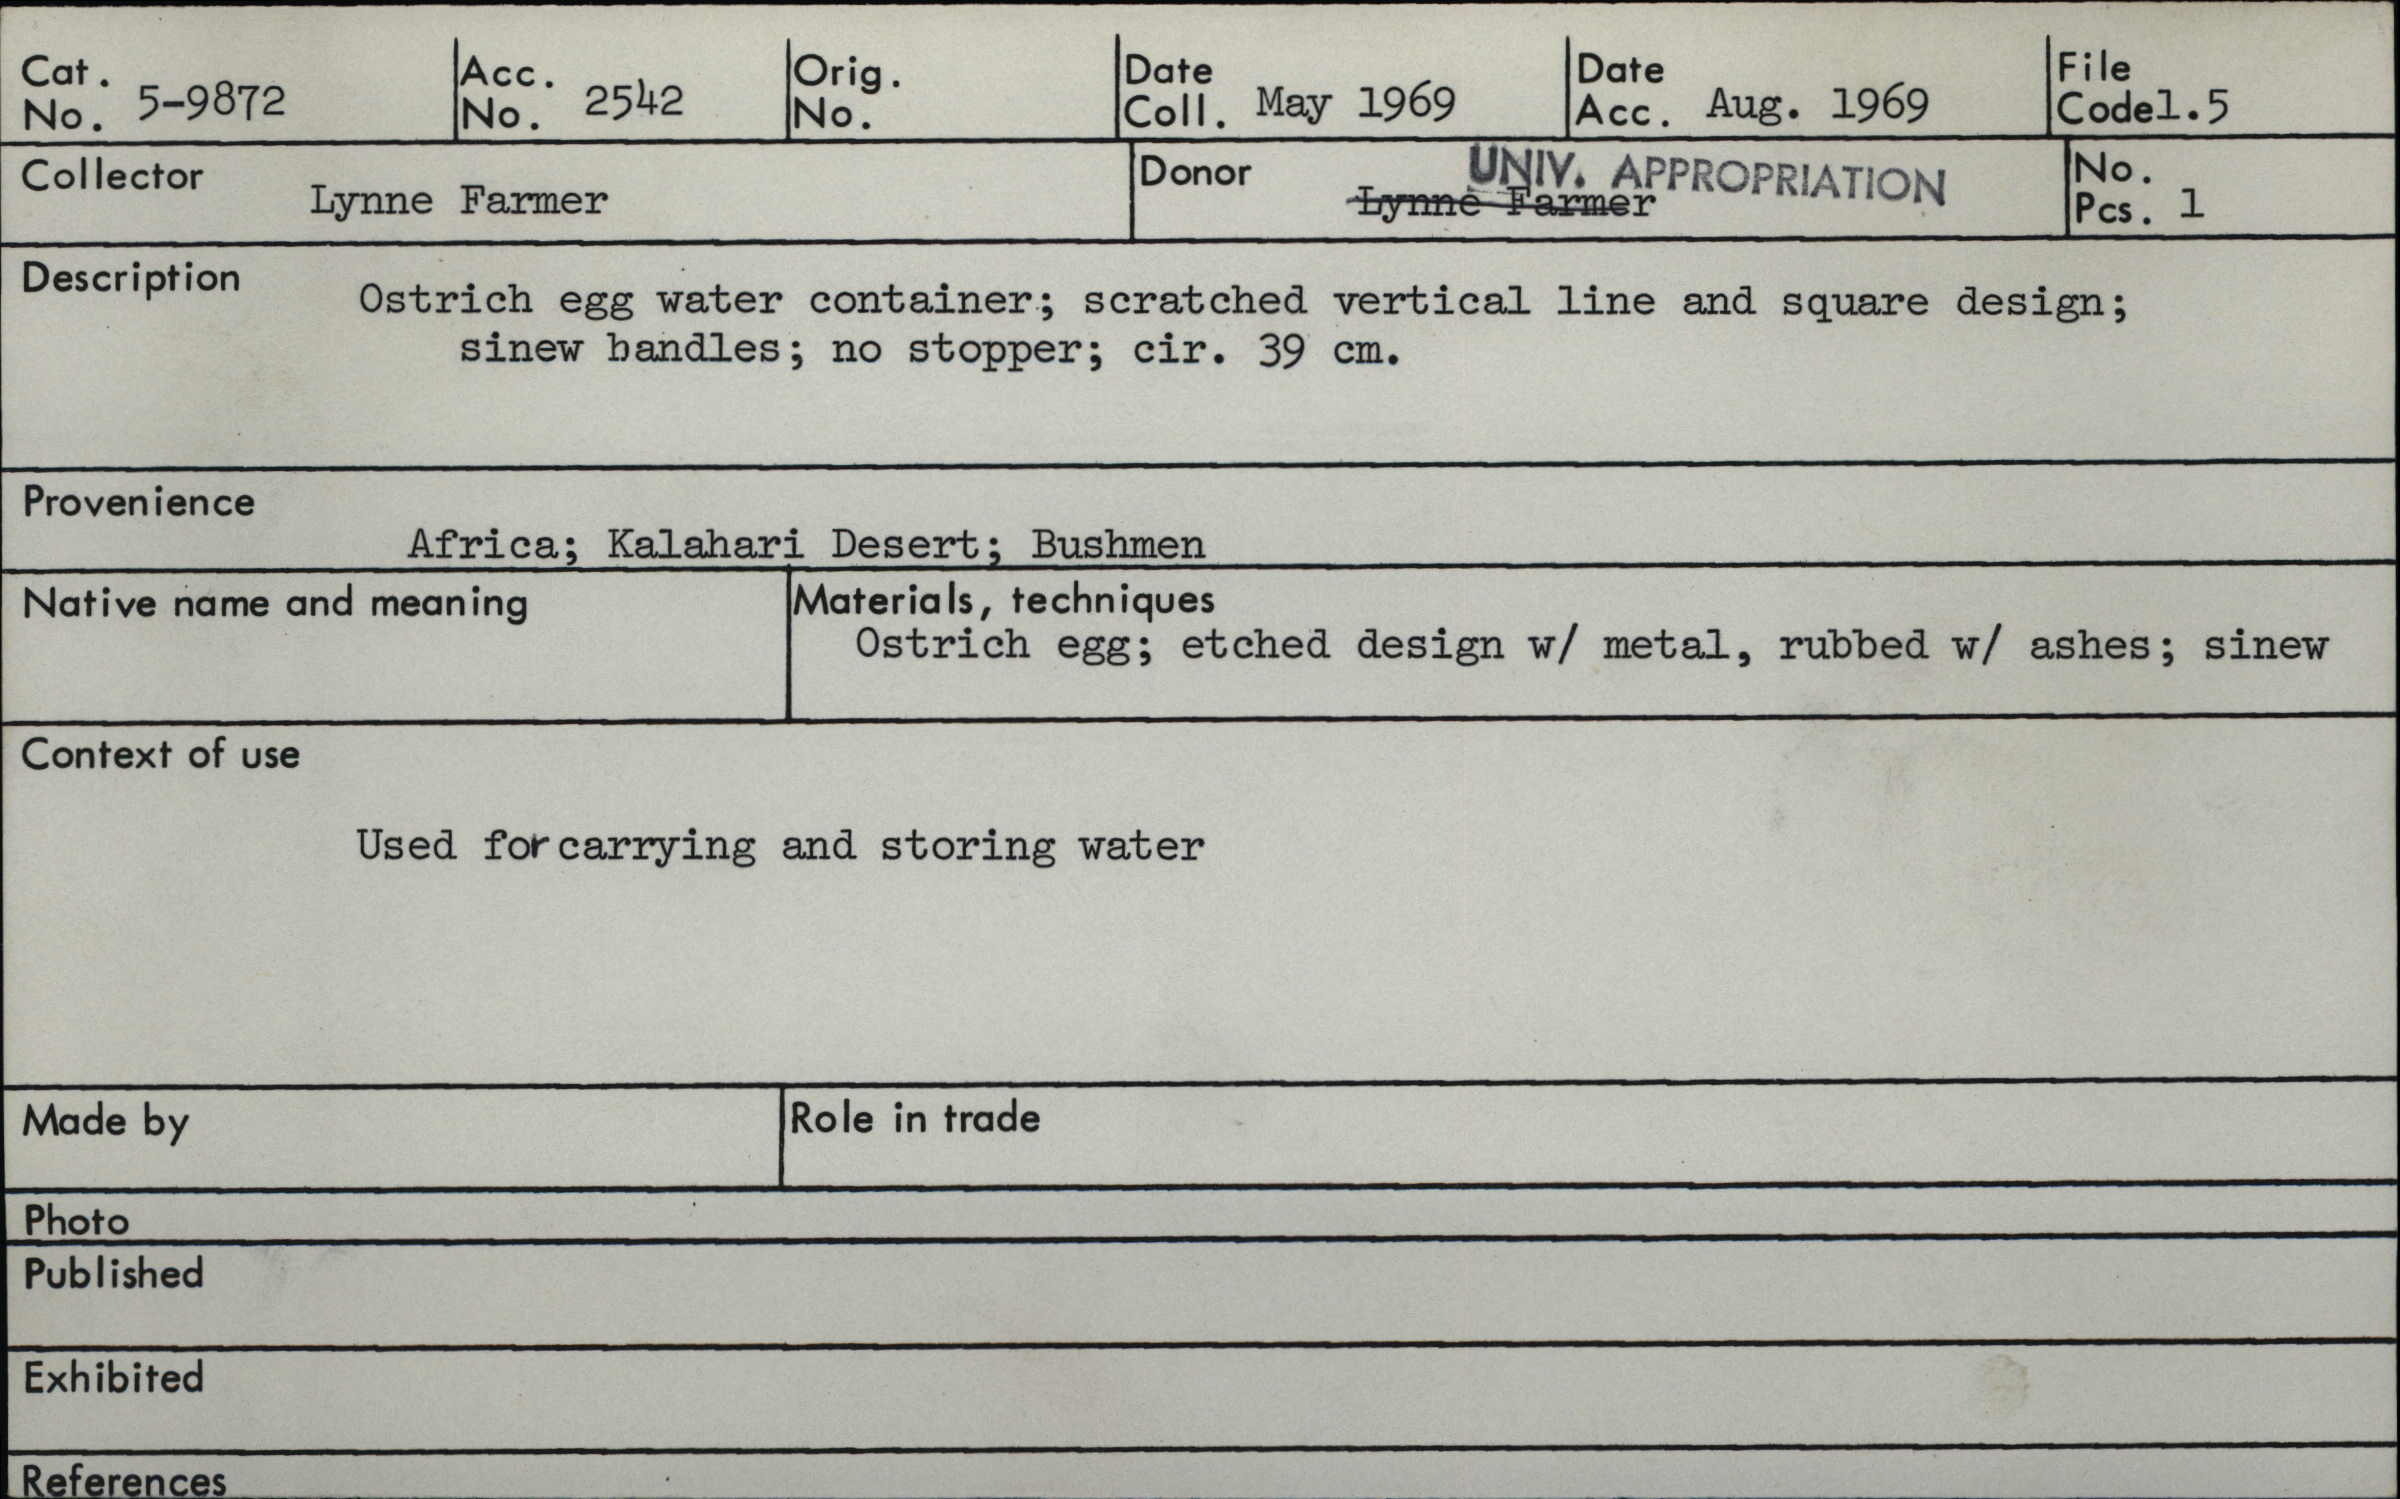 Cat. No. 5-9872 Acc. No. 2542 Orig. No. Date Coll. May 1969 Date Acc. Aug. 1969 File Code 1.5
Collector Lynne Farmer Donor UNIV. APPROPRIATION Lynne Farmer No. Pcs. 1
Description Ostrich egg water container; scratched vertical line and square design;
sinew handles; no stopper; cir. 39 cm.
Provenience
Africa; Kalahari Desert; Bushmen
Native name and meaning Materials, techniques
Ostrich egg; etched design w/ metal, rubbed w/ ashes; sinew
Context of use
Used for carrying and storing water
Made by Role in trade
Photo
Published
Exhibited
References